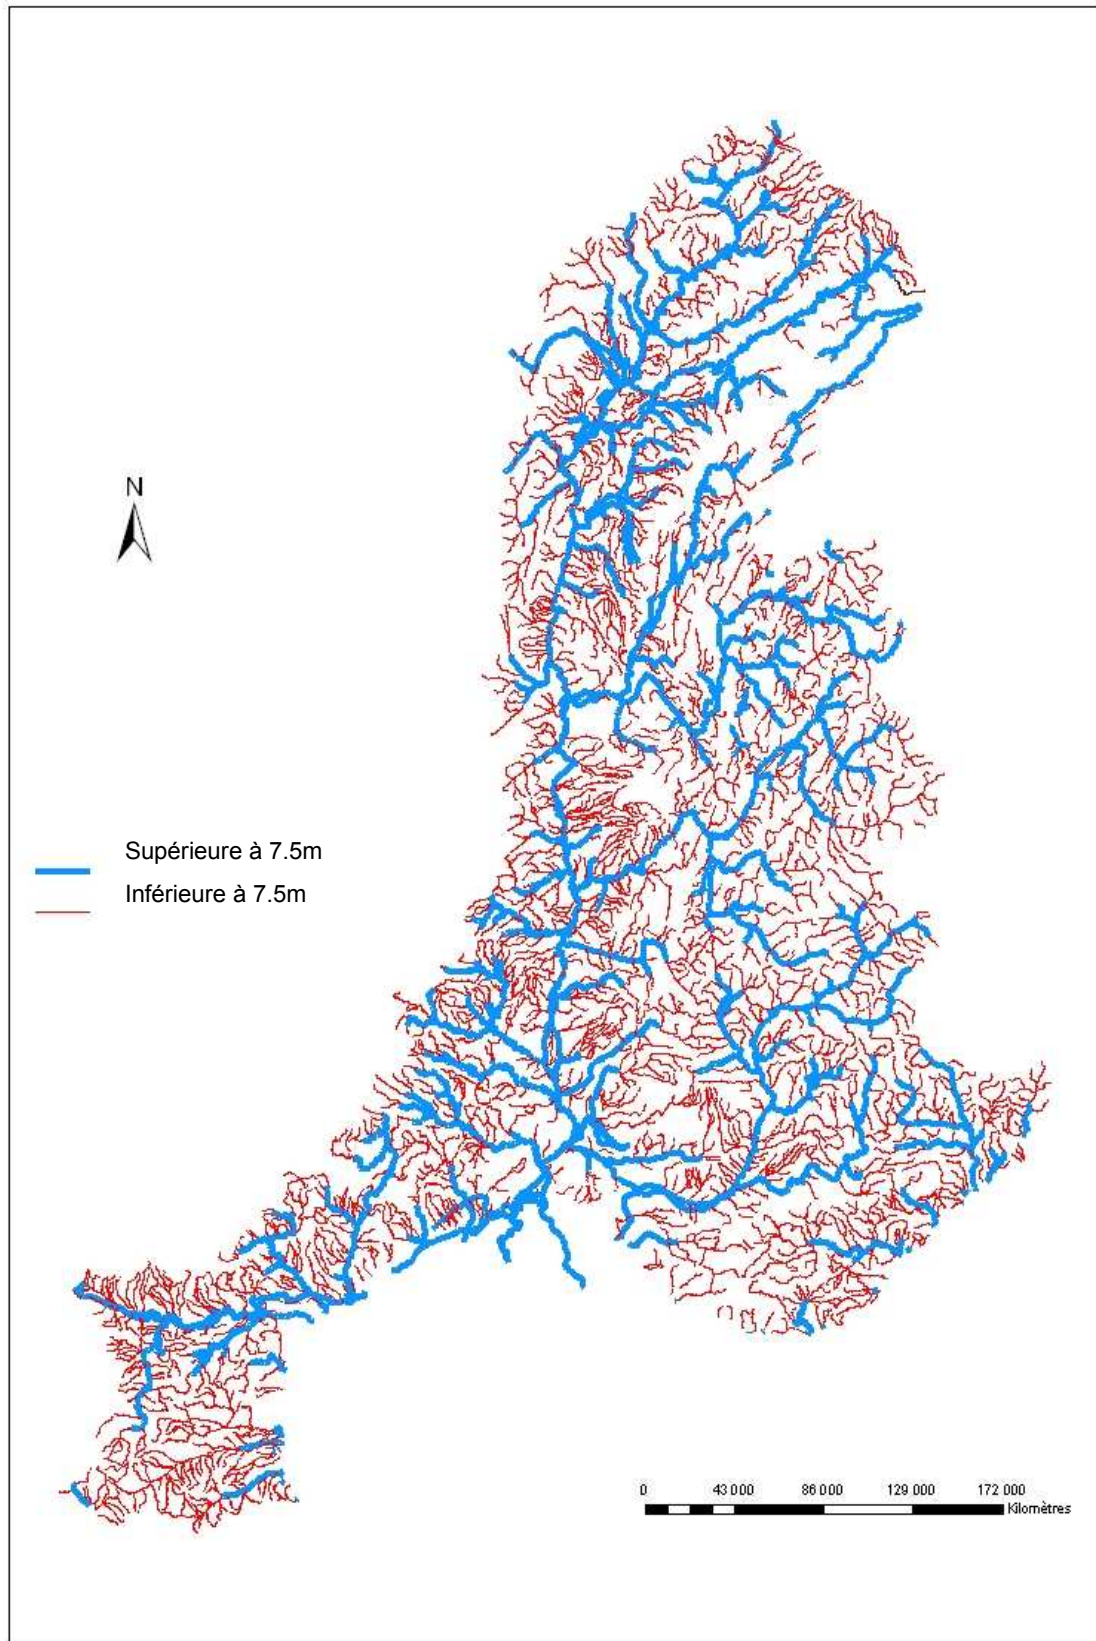 N
Supérieure à 7.5m
Inférieure à 7.5m
0 43 000 86 000 129 000 172 000
Kilomètres